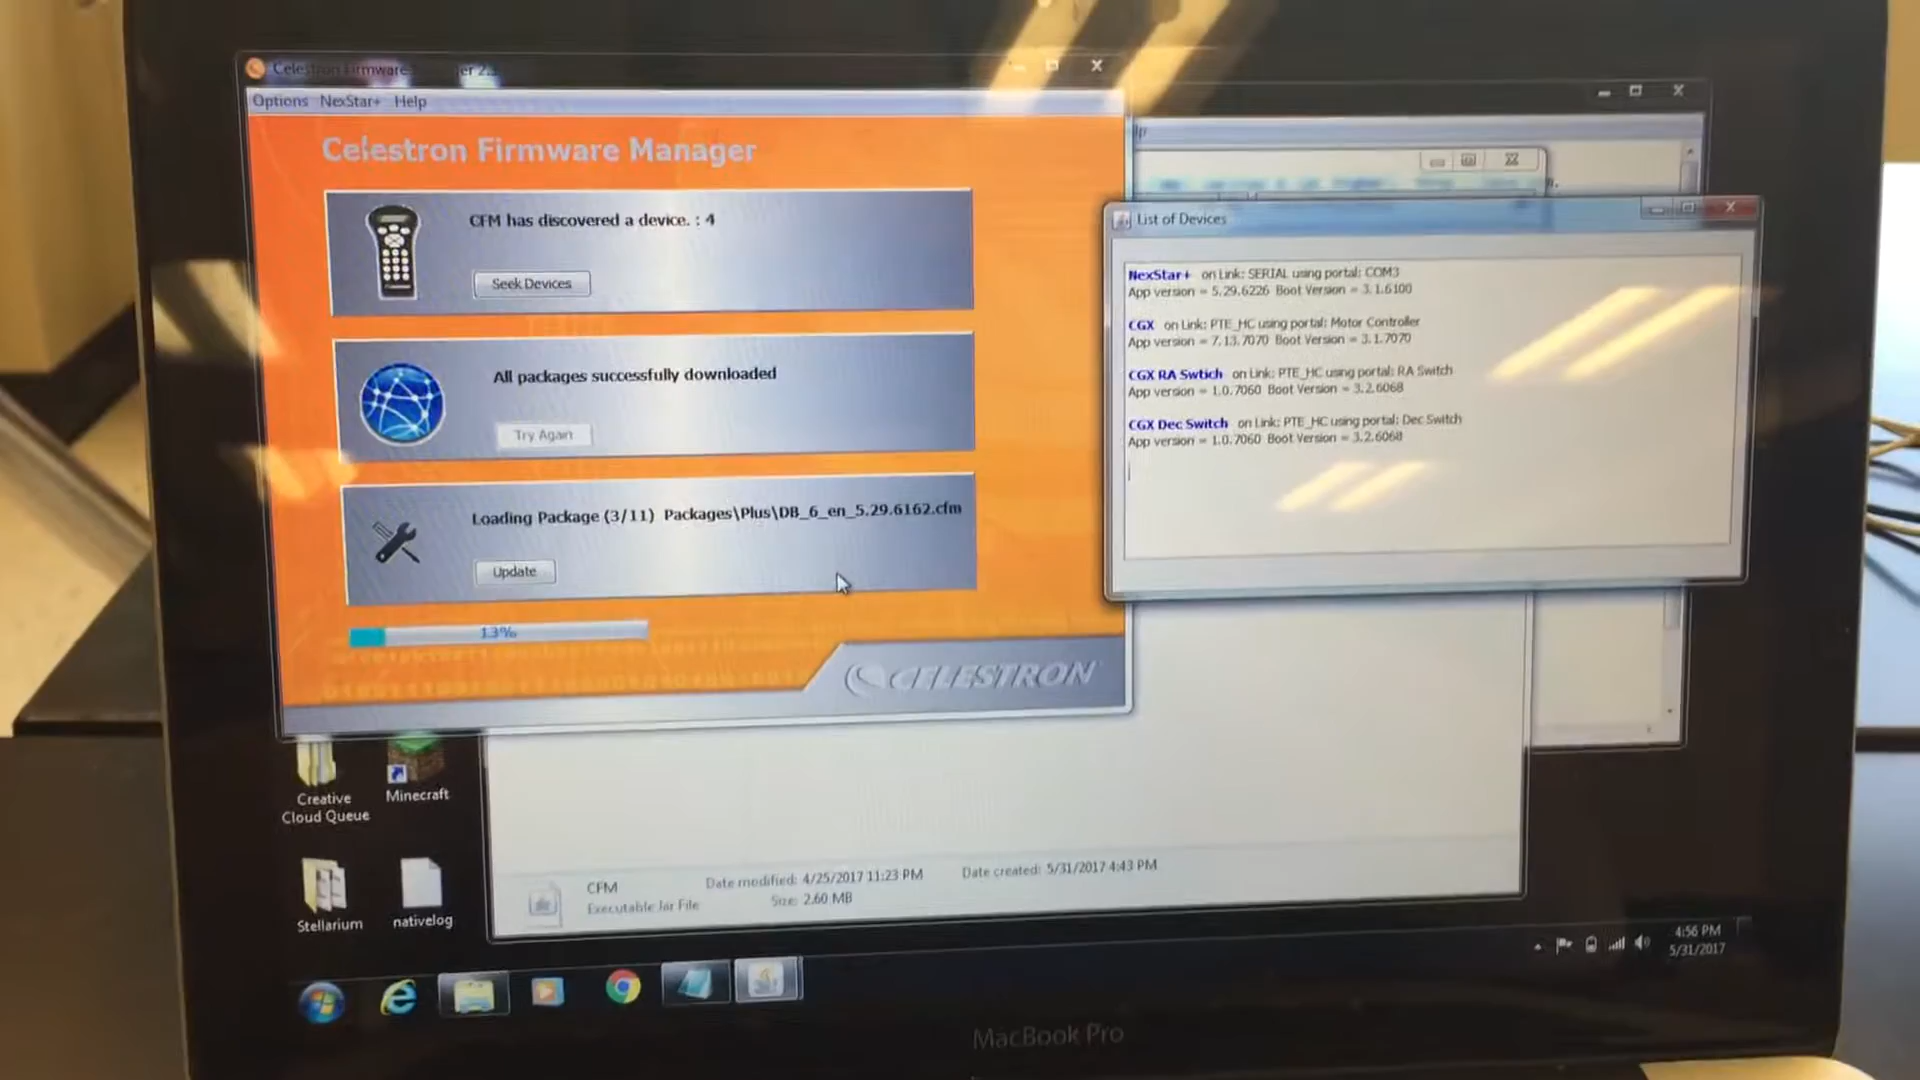 Celestron Firmware
Options NexStar+ Help
Celestron Firmware Manager
CFM has discovered a device. : 4
Seek Devices
All packages successfully downloaded
Try Again
Loading Package (3/11) Packages\Plus\DB_6_en_5.29.6162.cfm
Update
13%
CELESTRON
List of Devices
NexStar+ on Link: SERIAL using portal: COM3
App version = 5.29.6226 Boot Version = 3.1.6100
CGX on Link: PTE_HC using portal: Motor Controller
App version = 7.13.7070 Boot Version = 3.1.7070
CGX RA Swtich on Link: PTE_HC using portal: RA Switch
App version = 1.0.7060 Boot Version = 3.2.6068
CGX Dec Switch on Link: PTE_HC using portal: Dec Switch
App version = 1.0.7060 Boot Version = 3.2.6068
Creative
Cloud Queue
Minecraft
Stellarium
nativelog
CFM
Executable Jar File
Date modified: 4/25/2017 11:23 PM
Size: 2.60 MB
Date created: 5/31/2017 4:43 PM
4:56 PM
5/31/2017
MacBook Pro